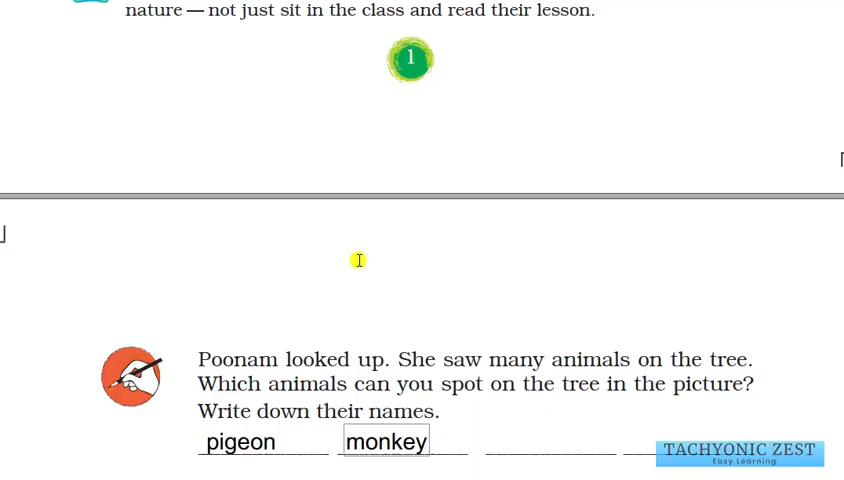 nature — not just sit in the class and read their lesson.
1
Poonam looked up. She saw many animals on the tree.
Which animals can you spot on the tree in the picture?
Write down their names.
pigeon monkey
TACHYONIC ZEST
Easy Learning